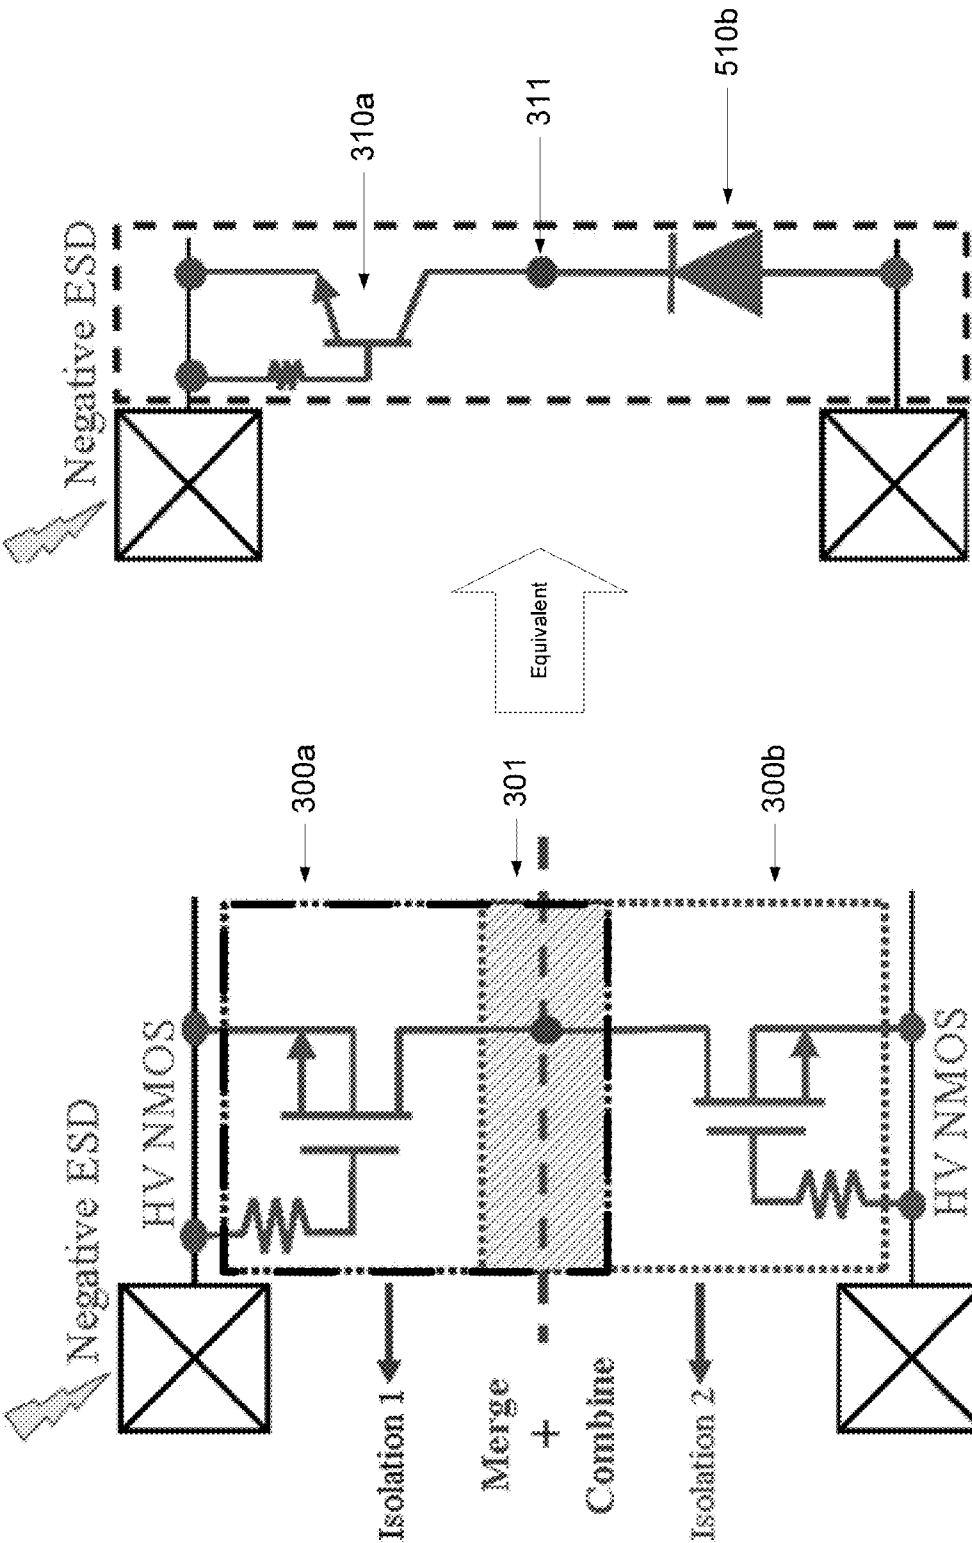 Negative ESD
HV NMOS
300a
301
300b
Isolation 1
Merge
+
Combine
Isolation 2
HV NMOS
Equivalent
Negative ESD
310a
311
510b